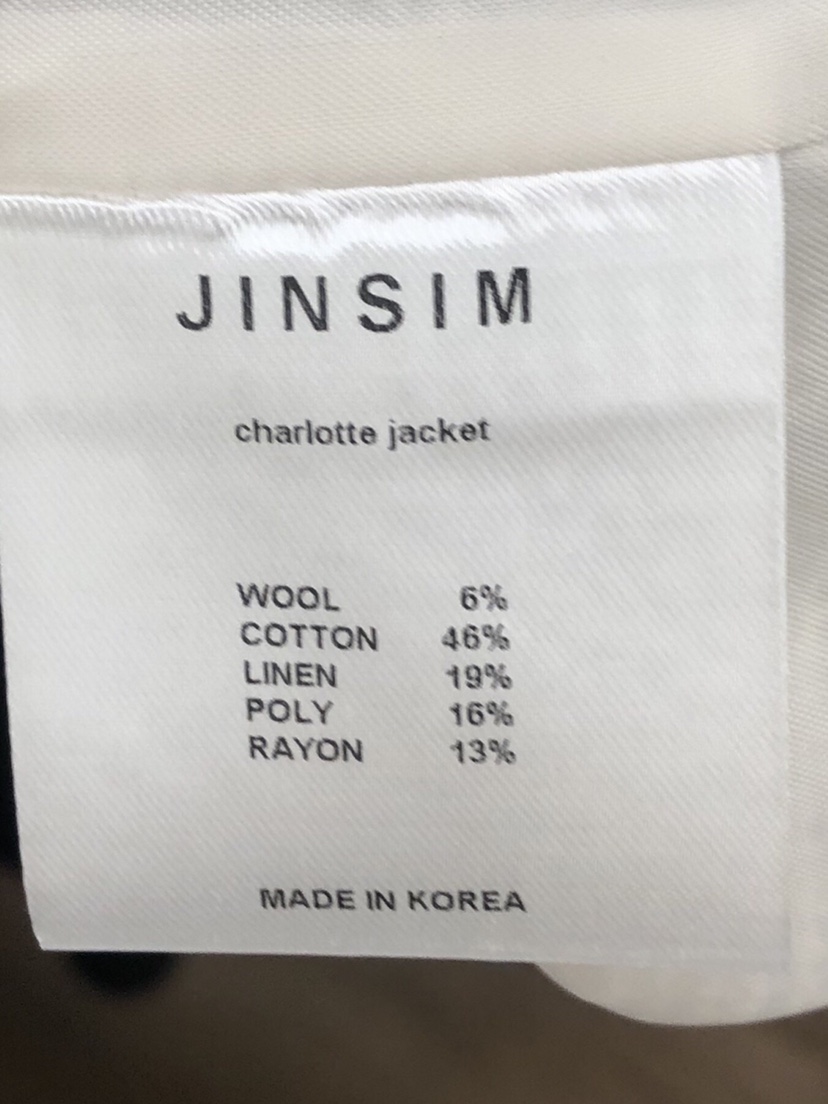 JINSIM
charlotte jacket
WOOL 6%
COTTON 46%
LINEN 19%
POLY 16%
RAYON 13%
MADE IN KOREA